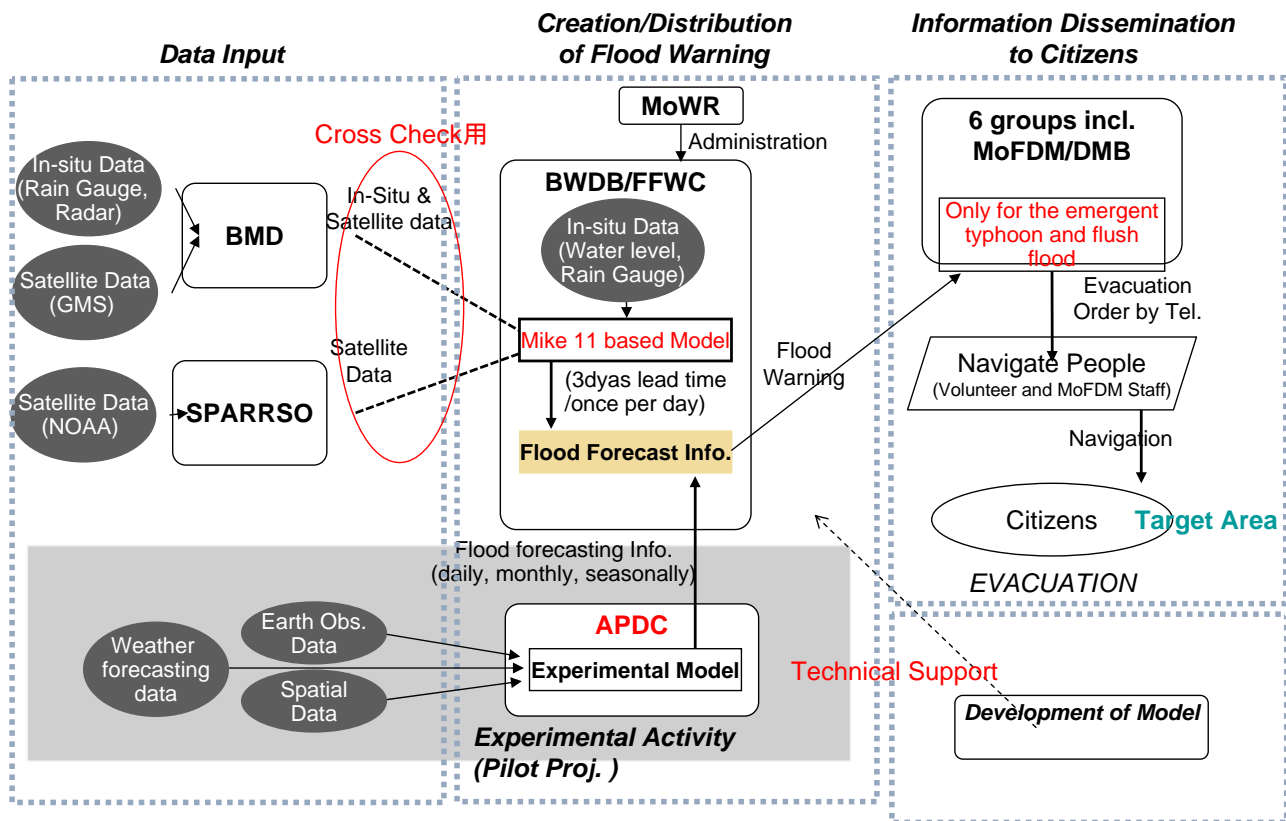 Data Input
Creation/Distribution
of Flood Warning
Information Dissemination
to Citizens
Cross Check用
In-situ Data
(Rain Gauge,
Radar)
Satellite Data
(GMS)
BMD
In-Situ &
Satellite data
Satellite
Data
Satellite Data
(NOAA)
SPARRSO
MoWR
Administration
BWDB/FFWC
In-situ Data
(Water level,
Rain Gauge)
Mike 11 based Model
(3dyas lead time
/once per day)
Flood Forecast Info.
Flood
Warning
6 groups incl.
MoFDM/DMB
Only for the emergent
typhoon and flush
flood
Evacuation
Order by Tel.
Navigate People
(Volunteer and MoFDM Staff)
Navigation
Citizens
Target Area
EVACUATION
Flood forecasting Info.
(daily, monthly, seasonally)
Weather
forecasting
data
Earth Obs.
Data
Spatial
Data
APDC
Experimental Model
Experimental Activity
(Pilot Proj. )
Technical Support
Development of Model